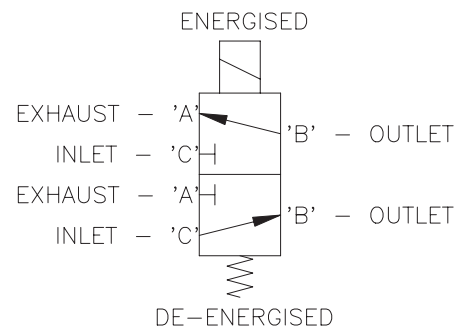 ENERGISED
EXHAUST - 'A'
'B' - OUTLET
INLET - 'C'
EXHAUST - 'A'
'B' - OUTLET
INLET - 'C'
DE-ENERGISED